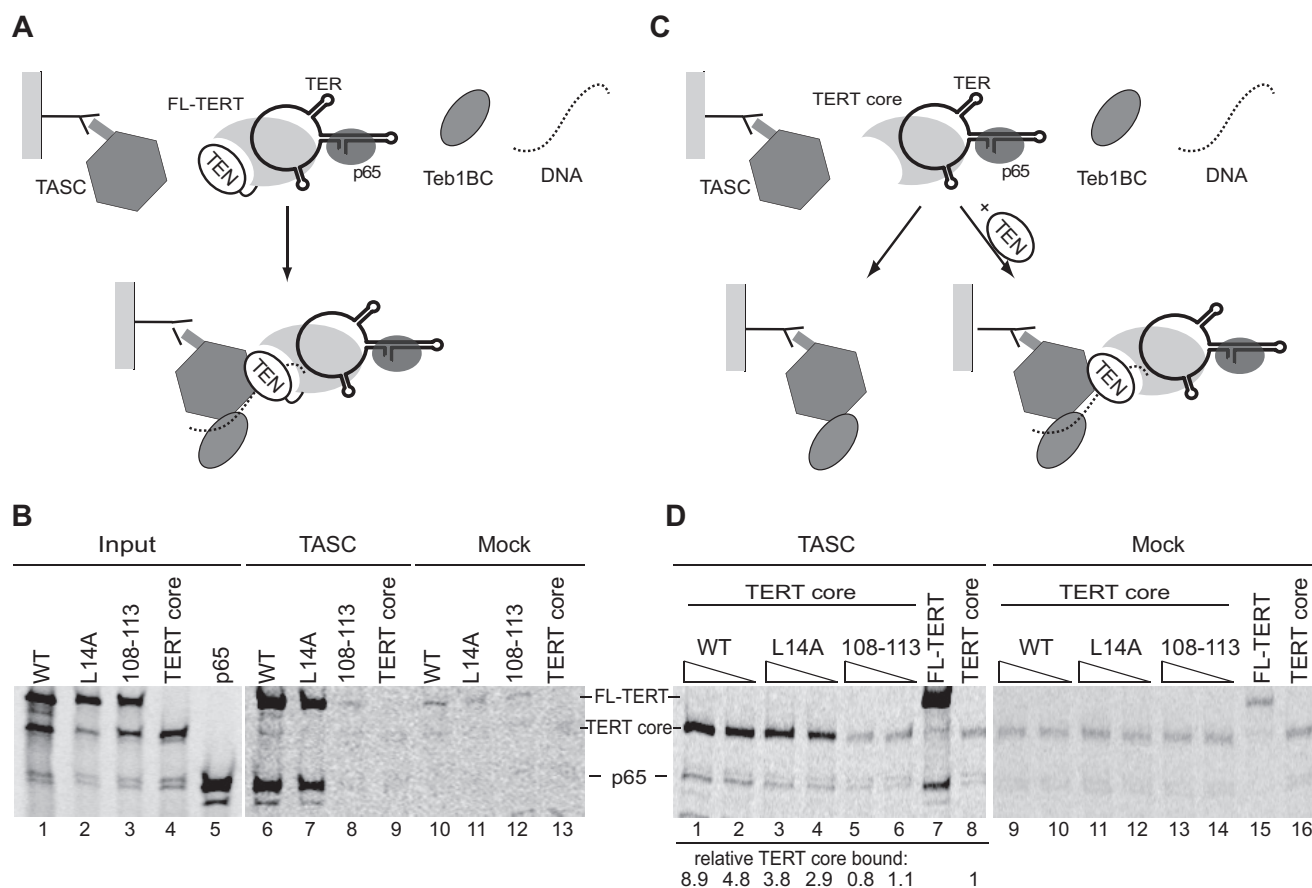 A
FL-TERT
TER
TEN
p65
TASC
Teb1BC
DNA
TEN
B
Input
TASC
Mock
WT
L14A
108-113
TERT core
p65
WT
L14A
108-113
TERT core
WT
L14A
108-113
TERT core
FL-TERT
TERT core
p65
1 2 3 4 5 6 7 8 9 10 11 12 13
C
TERT core
TER
p65
TASC
Teb1BC
DNA
× TEN
TEN
D
TASC
Mock
TERT core
FL-TERT
TERT core
TERT core
FL-TERT
TERT core
WT L14A 108-113
WT L14A 108-113
1 2 3 4 5 6 7 8 9 10 11 12 13 14 15 16
relative TERT core bound:
8.9 4.8 3.8 2.9 0.8 1.1 1